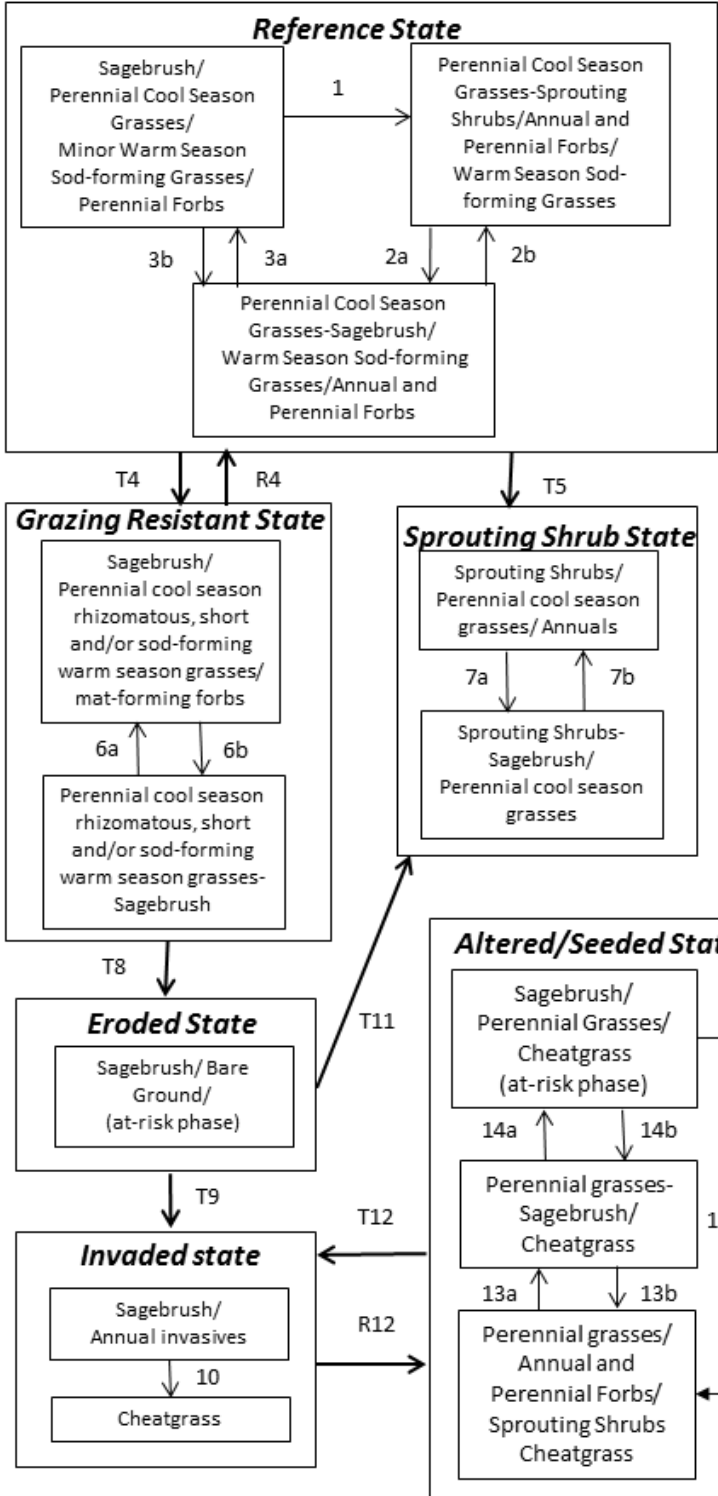 Reference State
Sagebrush/
Perennial Cool Season
Grasses/
Minor Warm Season
Sod-forming Grasses/
Perennial Forbs
1
Perennial Cool Season
Grasses-Sprouting
Shrubs/Annual and
Perennial Forbs/
Warm Season Sod-
forming Grasses
3b
3a
2a
2b
Perennial Cool Season
Grasses-Sagebrush/
Warm Season Sod-forming
Grasses/Annual and
Perennial Forbs
T4
R4
T5
Grazing Resistant State
Sagebrush/
Perennial cool season
rhizomatous, short
and/or sod-forming
warm season grasses/
mat-forming forbs
6a
6b
Perennial cool season
rhizomatous, short
and/or sod-forming
warm season grasses-
Sagebrush
Sprouting Shrub State
Sprouting Shrubs/
Perennial cool season
grasses/ Annuals
7a
7b
Sprouting Shrubs-
Sagebrush/
Perennial cool season
grasses
T8
T11
Eroded State
Sagebrush/ Bare
Ground/
(at-risk phase)
T9
T12
Invaded state
Sagebrush/
Annual invasives
10
Cheatgrass
R12
Altered/Seeded Stat
Sagebrush/
Perennial Grasses/
Cheatgrass
(at-risk phase)
14a
14b
Perennial grasses-
Sagebrush/
Cheatgrass
1
13a
13b
Perennial grasses/
Annual and
Perennial Forbs/
Sprouting Shrubs
Cheatgrass